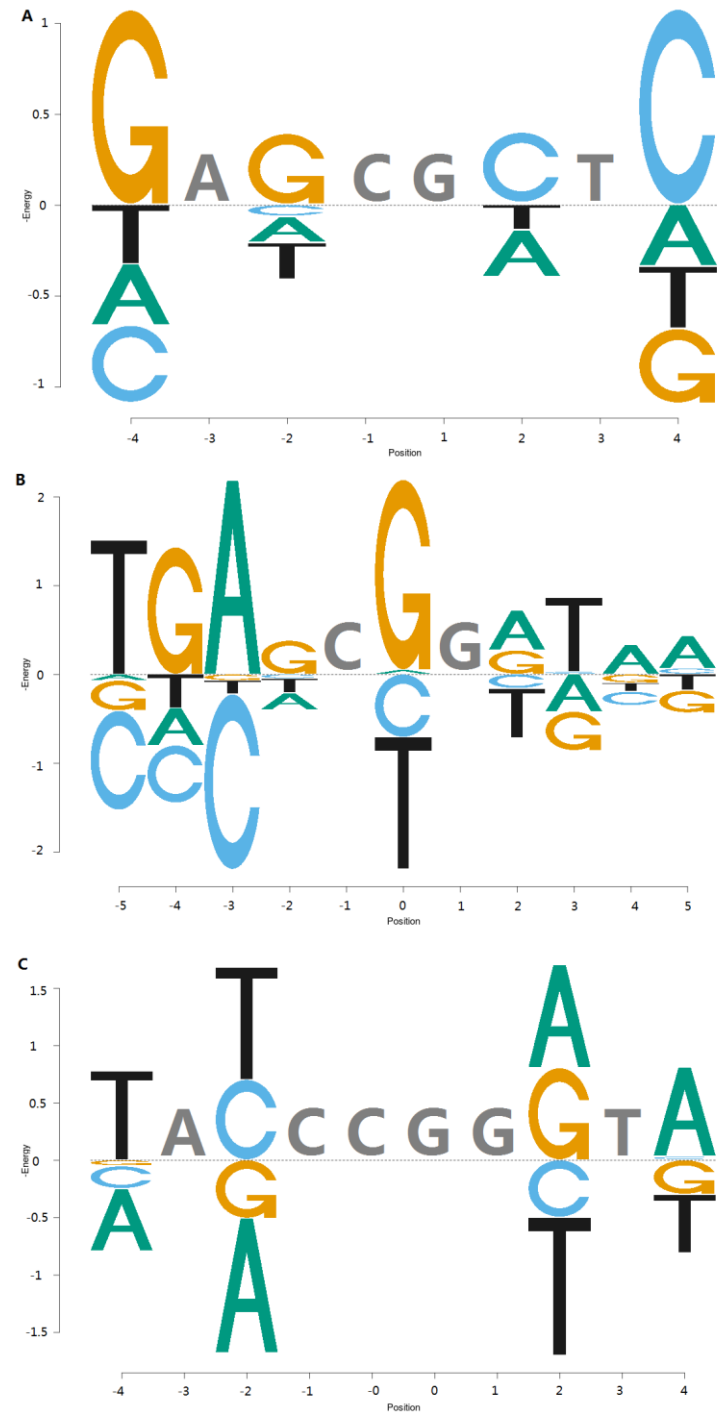 A
1
0.5
0
-0.5
-1
-Energy
G A G C G C T C
T C T A
A A A T
C T G
-4 -3 -2 -1 1 2 3 4
Position
B
2
1
0
-1
-2
-Energy
T G A G C G G A T A A
A G C
T A C
G T C
C T A
A C T
G C T
C A G
G T C
C T G
-5 -4 -3 -2 -1 0 1 2 3 4 5
Position
C
1.5
1
0.5
0
-0.5
-1
-1.5
-Energy
T A
T A C C C G G G T A
G C A
G A
C T
C G T
-4 -3 -2 -1 -0 0 1 2 3 4
Position